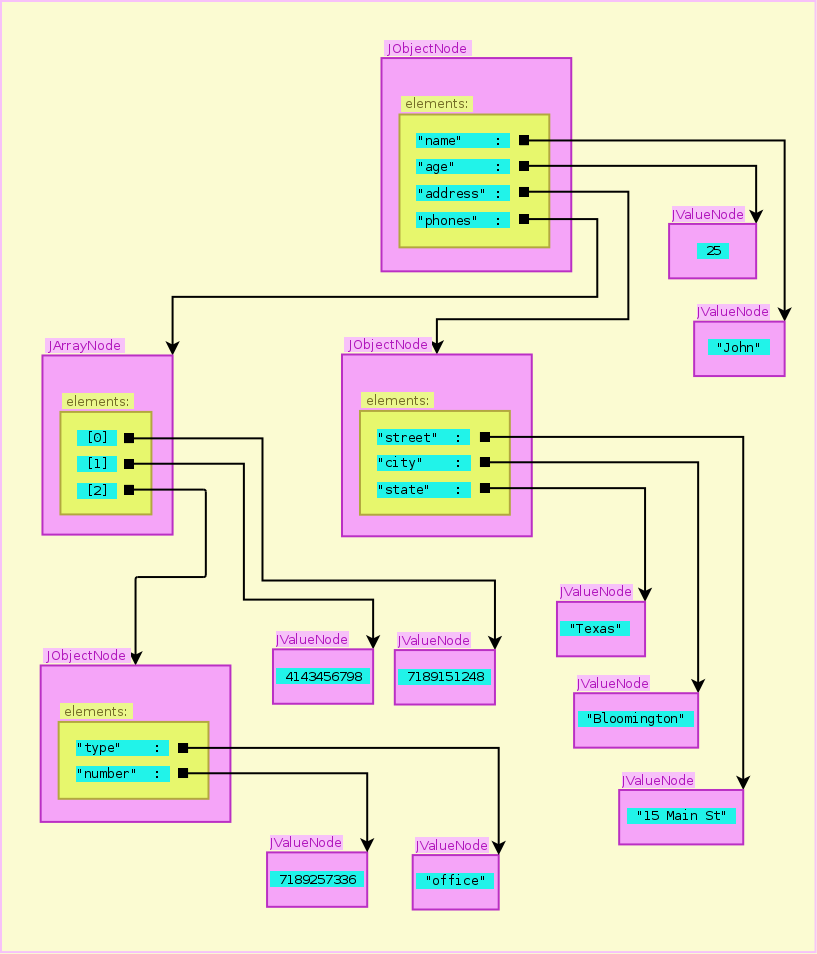 JObjectNode
elements:
"name" :
"age" :
"address" :
"phones" :
JValueNode
25
JValueNode
"John"
JArrayNode
elements:
[0]
[1]
[2]
JObjectNode
elements:
"street" :
"city" :
"state" :
JValueNode
"Texas"
JValueNode
4143456798
JValueNode
7189151248
JObjectNode
elements:
"type" :
"number" :
JValueNode
"Bloomington"
JValueNode
"15 Main St"
JValueNode
7189257336
JValueNode
"office"